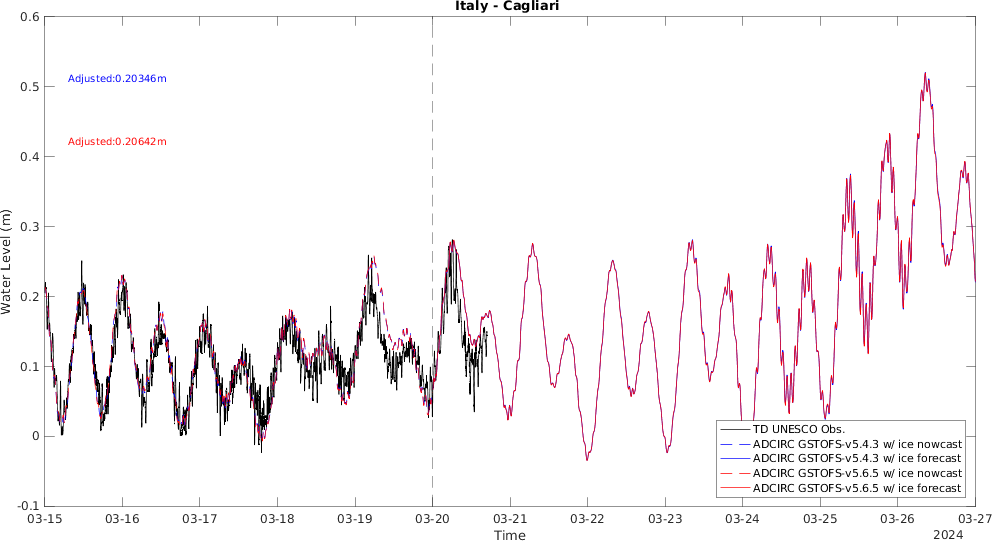 Italy - Cagliari
0.6
0.5
0.4
0.3
0.2
0.1
0
-0.1
Water Level (m)
Adjusted:0.20346m
Adjusted:0.20642m
TD UNESCO Obs.
ADCIRC GSTOFS-v5.4.3 w/ ice nowcast
ADCIRC GSTOFS-v5.4.3 w/ ice forecast
ADCIRC GSTOFS-v5.6.5 w/ ice nowcast
ADCIRC GSTOFS-v5.6.5 w/ ice forecast
03-15 03-16 03-17 03-18 03-19 03-20 03-21 03-22 03-23 03-24 03-25 03-26 03-27
Time
2024